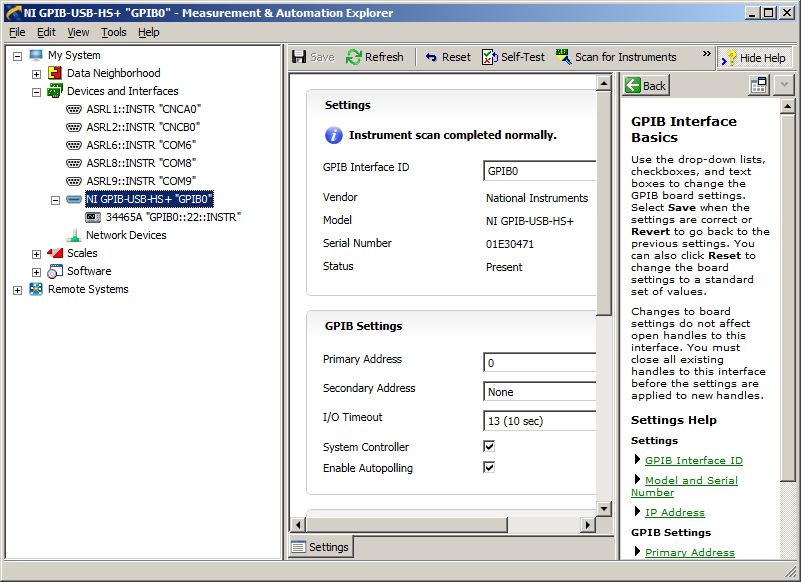 NI GPIB-USB-HS+ "GPIB0" - Measurement & Automation Explorer
File Edit View Tools Help
My System
Data Neighborhood
Devices and Interfaces
ASRL1::INSTR "CNCA0"
ASRL2::INSTR "CNCB0"
ASRL6::INSTR "COM6"
ASRL8::INSTR "COM8"
ASRL9::INSTR "COM9"
NI GPIB-USB-HS+ "GPIB0"
34465A "GPIB0::22::INSTR"
Network Devices
Scales
Software
Remote Systems
Save Refresh Reset Self-Test Scan for Instruments » Hide Help
Settings
Instrument scan completed normally.
GPIB Interface ID GPIB0
Vendor National Instruments
Model NI GPIB-USB-HS+
Serial Number 01E30471
Status Present
GPIB Settings
Primary Address 0
Secondary Address None
I/O Timeout 13 (10 sec)
System Controller
Enable Autopolling
Settings
Back
GPIB Interface
Basics
Use the drop-down lists,
checkboxes, and text
boxes to change the
GPIB board settings.
Select Save when the
settings are correct or
Revert to go back to the
previous settings. You
can also click Reset to
change the board
settings to a standard
set of values.
Changes to board
settings do not affect
open handles to this
interface. You must
close all existing
handles to this interface
before the settings are
applied to new handles.
Settings Help
Settings
GPIB Interface ID
Model and Serial
Number
IP Address
GPIB Settings
Primary Address